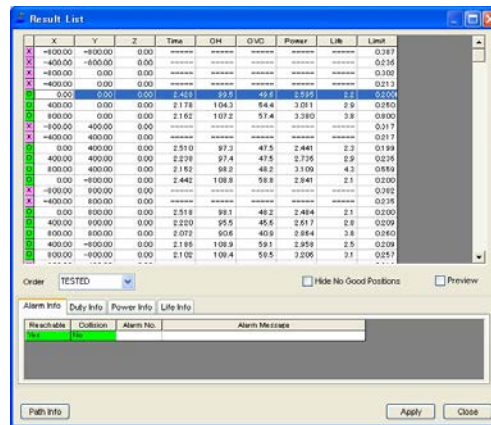 Result List
X Y Z Time OH OVC Power Life Limit
X -800.00 -800.00 0.00 ----- ----- ----- ----- ----- 0.387
X -400.00 -800.00 0.00 ----- ----- ----- ----- ----- 0.236
X -800.00 0.00 0.00 ----- ----- ----- ----- ----- 0.302
X -400.00 0.00 0.00 ----- ----- ----- ----- ----- 0.213
O 0.00 0.00 0.00 2.428 99.5 49.6 2.595 2.2 0.200
O 400.00 0.00 0.00 2.178 104.3 54.4 3.011 2.9 0.250
O 800.00 0.00 0.00 2.162 107.2 57.4 3.380 3.8 0.800
X -800.00 400.00 0.00 ----- ----- ----- ----- ----- 0.317
X -400.00 400.00 0.00 ----- ----- ----- ----- ----- 0.217
O 0.00 400.00 0.00 2.510 97.3 47.5 2.441 2.3 0.199
O 400.00 400.00 0.00 2.238 97.4 47.5 2.736 2.9 0.236
O 800.00 400.00 0.00 2.152 98.2 48.2 3.109 4.3 0.559
O 0.00 -800.00 0.00 2.442 108.8 58.8 2.841 2.1 0.200
X -800.00 800.00 0.00 ----- ----- ----- ----- ----- 0.382
X -400.00 800.00 0.00 ----- ----- ----- ----- ----- 0.235
O 0.00 800.00 0.00 2.518 98.1 48.2 2.484 2.1 0.200
O 400.00 800.00 0.00 2.220 95.5 45.6 2.617 2.8 0.209
O 800.00 800.00 0.00 2.072 90.6 40.9 2.864 3.8 0.260
O 400.00 -800.00 0.00 2.186 108.9 59.1 2.958 2.5 0.209
O 800.00 -800.00 0.00 2.102 108.4 58.5 3.206 3.1 0.257
Order TESTED Hide No Good Positions Preview
Alarm Info Duty Info Power Info Life Info
Reachable Collision Alarm No. Alarm Message
Yes No
Path Info Apply Close